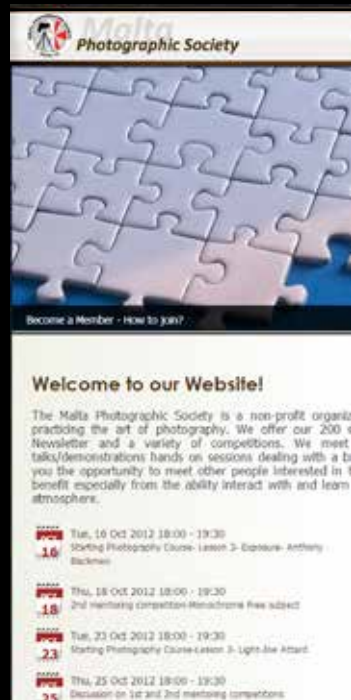 Malta
Photographic Society
Become a Member - How to join?
Welcome to our Website!
The Malta Photographic Society is a non-profit organiz
practicing the art of photography. We offer our 200
Newsletter and a variety of competitions. We meet
talks/demonstrations hands on sessions dealing with a b
you the opportunity to meet other people interested in
benefit especially from the ability interact with and learn
atmosphere.
16
Tue, 16 Oct 2012 18:00 - 19:30
Starting Photography Course- Lesson 3- Exposure- Anthony
18
Thu, 18 Oct 2012 18:00 - 19:30
2nd mentoring competition-Monochrome Free subject
23
Tue, 23 Oct 2012 18:00 - 19:30
Starting Photography Course-Lesson 3- Light-Joe Attard
25
Thu, 25 Oct 2012 18:00 - 19:30
Discussion on 1st and 2nd mentoring competitions